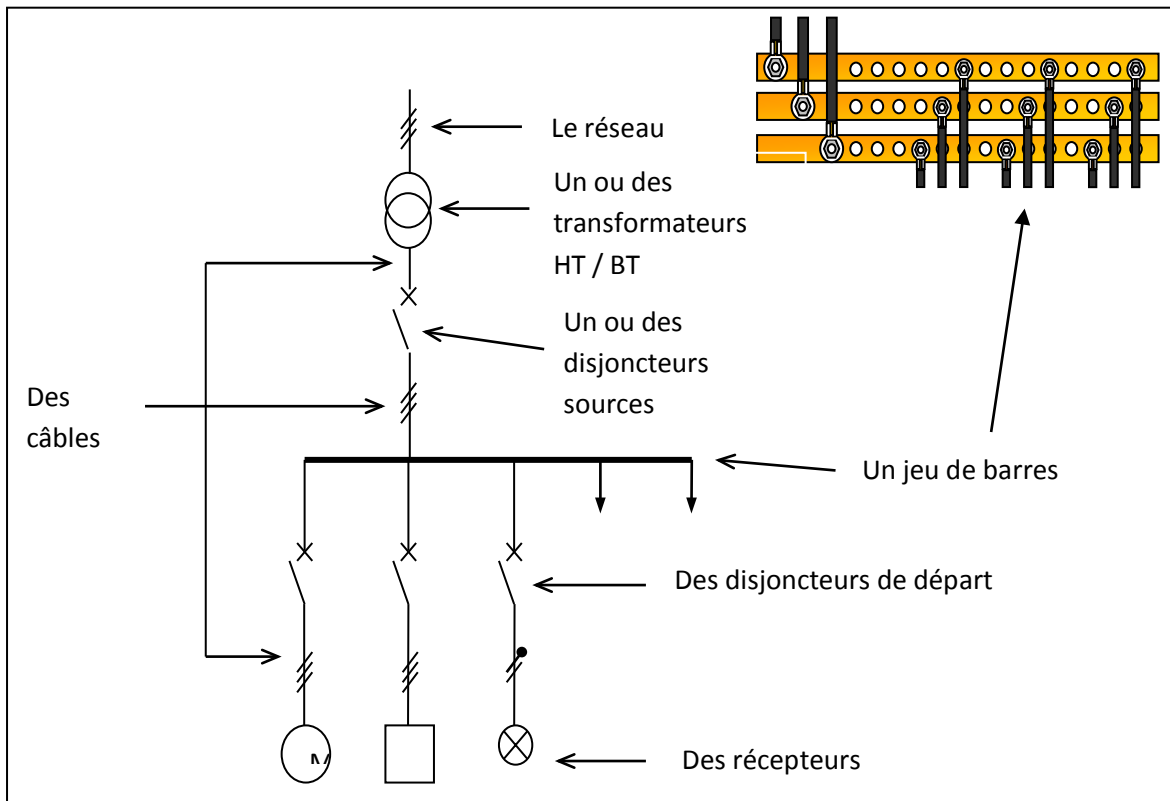 Le réseau
Un ou des
transformateurs
HT / BT
Un ou des
disjoncteurs
sources
Des
câbles
Un jeu de barres
Des disjoncteurs de départ
Des récepteurs